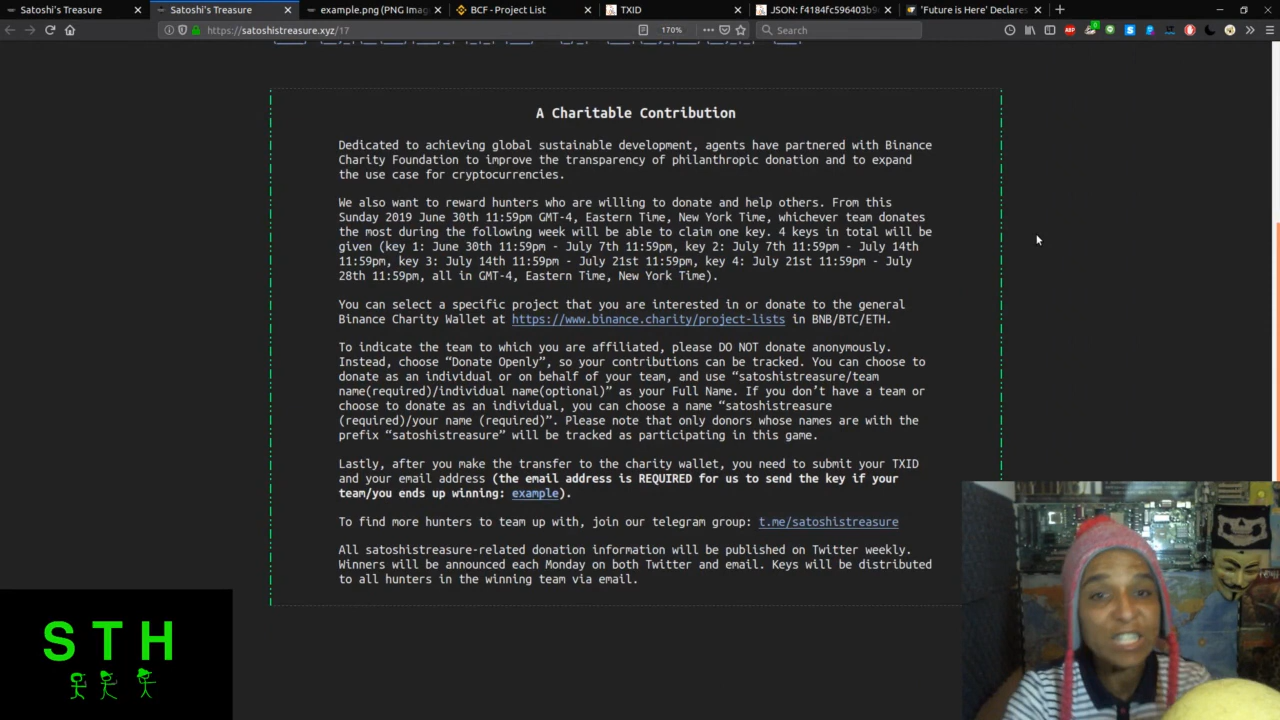 Satoshi's Treasure
Satoshi's Treasure
example.png (PNG Imag
BCF - Project List
TXID
JSON: f4184fc596403b9
'Future is Here' Declares
https://satoshistreasure.xyz/17
170%
Search
A Charitable Contribution
Dedicated to achieving global sustainable development, agents have partnered with Binance
Charity Foundation to improve the transparency of philanthropic donation and to expand
the use case for cryptocurrencies.
We also want to reward hunters who are willing to donate and help others. From this
Sunday 2019 June 30th 11:59pm GMT-4, Eastern Time, New York Time, whichever team donates
the most during the following week will be able to claim one key. 4 keys in total will be
given (key 1: June 30th 11:59pm - July 7th 11:59pm, key 2: July 7th 11:59pm - July 14th
11:59pm, key 3: July 14th 11:59pm - July 21st 11:59pm, key 4: July 21st 11:59pm - July
28th 11:59pm, all in GMT-4, Eastern Time, New York Time).
You can select a specific project that you are interested in or donate to the general
Binance Charity Wallet at https://www.binance.charity/project-lists in BNB/BTC/ETH.
To indicate the team to which you are affiliated, please DO NOT donate anonymously.
Instead, choose “Donate Openly”, so your contributions can be tracked. You can choose to
donate as an individual or on behalf of your team, and use “satoshistreasure/team
name(required)/individual name(optional)” as your Full Name. If you don’t have a team or
choose to donate as an individual, you can choose a name “satoshistreasure
(required)/your name (required)”. Please note that only donors whose names are with the
prefix “satoshistreasure” will be tracked as participating in this game.
Lastly, after you make the transfer to the charity wallet, you need to submit your TXID
and your email address (the email address is REQUIRED for us to send the key if your
team/you ends up winning: example).
To find more hunters to team up with, join our telegram group: t.me/satoshistreasure
All satoshistreasure-related donation information will be published on Twitter weekly.
Winners will be announced each Monday on both Twitter and email. Keys will be distributed
to all hunters in the winning team via email.
STH